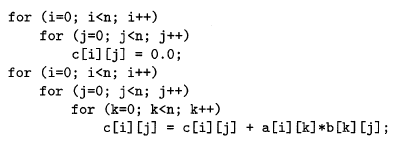 for (i=0; i<n; i++)
    for (j=0; j<n; j++)
        c[i][j] = 0.0;
for (i=0; i<n; i++)
    for (j=0; j<n; j++)
        for (k=0; k<n; k++)
            c[i][j] = c[i][j] + a[i][k]*b[k][j];